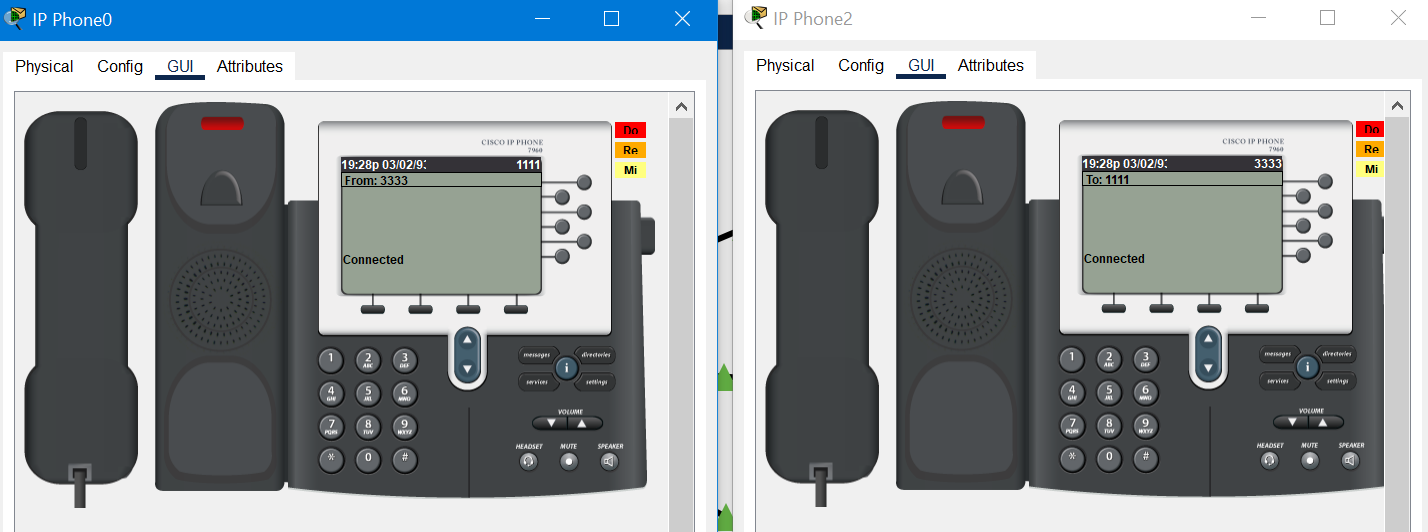 IP Phone0
Physical Config GUI Attributes
CISCO IP PHONE
7960
19:28p 03/02/9 1111
From: 3333
Connected
Do
Re
Mi
1 2 ABC 3 DEF
4 GHI 5 JKL 6 MNO
7 PQRS 8 TUV 9 WXYZ
* 0 #
messages directories
i
services settings
VOLUME
HEADSET MUTE SPEAKER
IP Phone2
Physical Config GUI Attributes
CISCO IP PHONE
7960
19:28p 03/02/9 3333
To: 1111
Connected
Do
Re
Mi
1 2 ABC 3 DEF
4 GHI 5 JKL 6 MNO
7 PQRS 8 TUV 9 WXYZ
* 0 #
messages directories
i
services settings
VOLUME
HEADSET MUTE SPEAKER